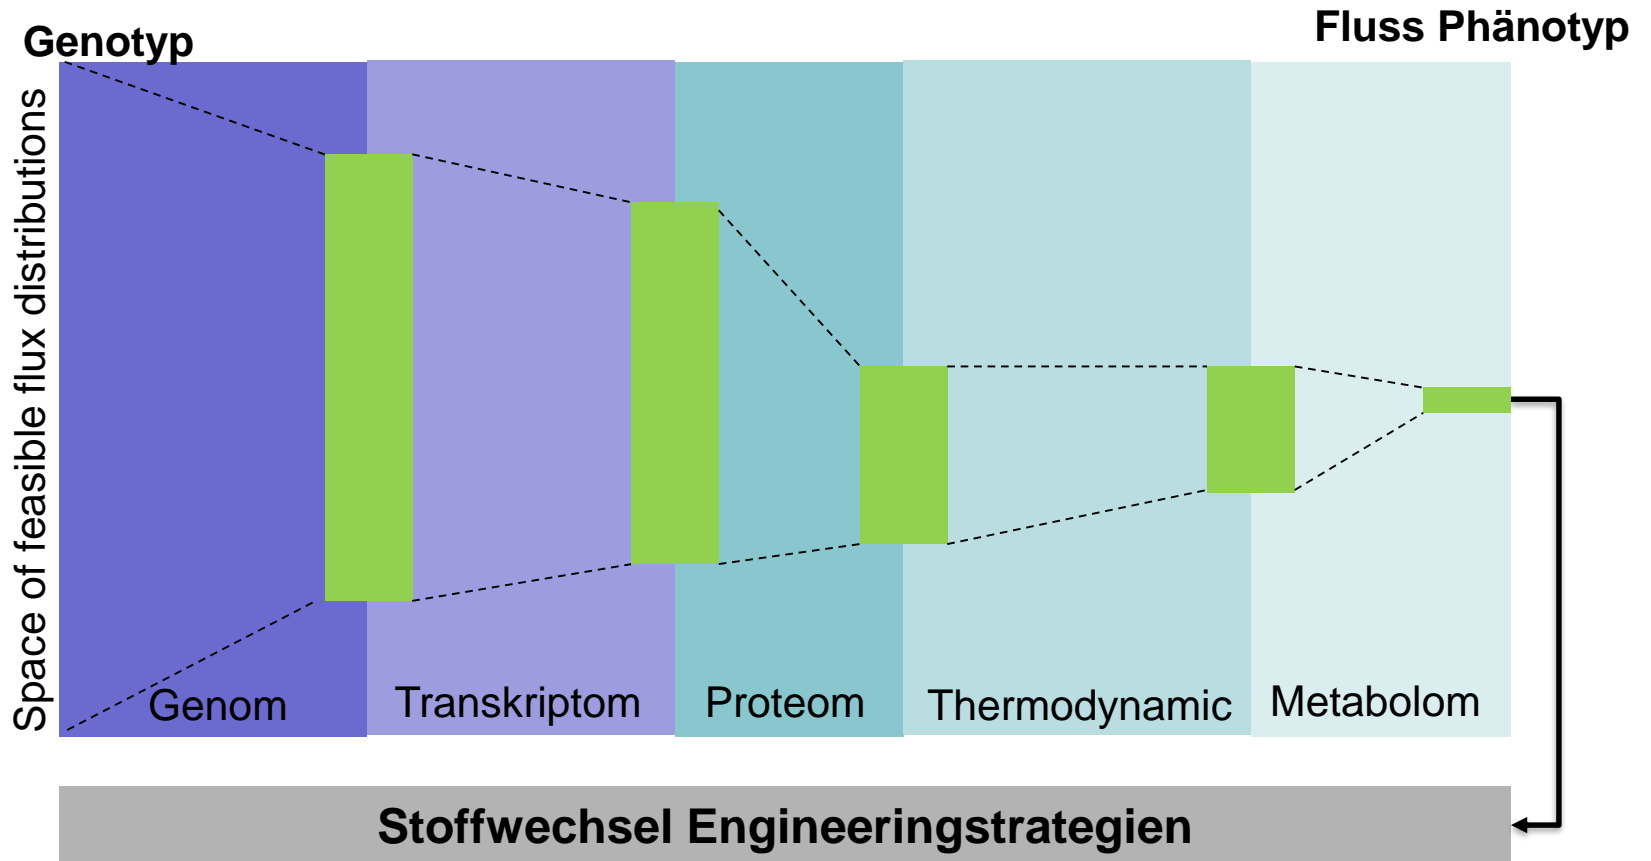 Genotyp
Fluss Phänotyp
Space of feasible flux distributions
Genom
Transkriptom
Proteom
Thermodynamic
Metabolom
Stoffwechsel Engineeringstrategien